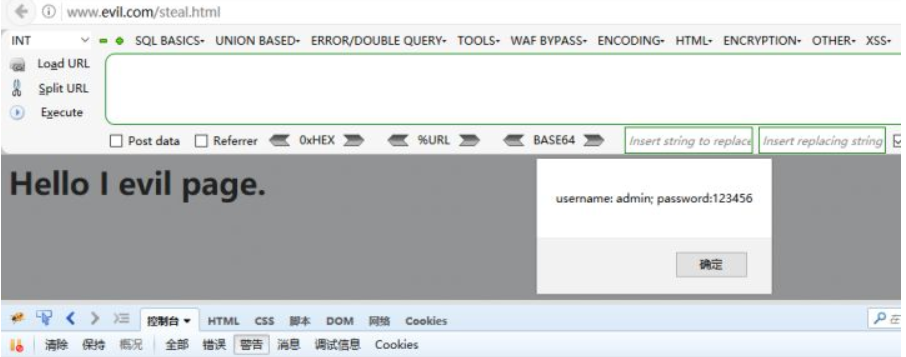 www.evil.com/steal.html
INT SQL BASICS- UNION BASED- ERROR/DOUBLE QUERY- TOOLS- WAF BYPASS- ENCODING- HTML- ENCRYPTION- OTHER- XSS-
Load URL
Split URL
Execute
Post data Referrer 0xHEX %URL BASE64 Insert string to replace Insert replacing string
Hello I evil page.
username: admin; password:123456
确定
控制台 HTML CSS 脚本 DOM 网络 Cookies 在
清除 保持 概况 全部 错误 警告 消息 调试信息 Cookies